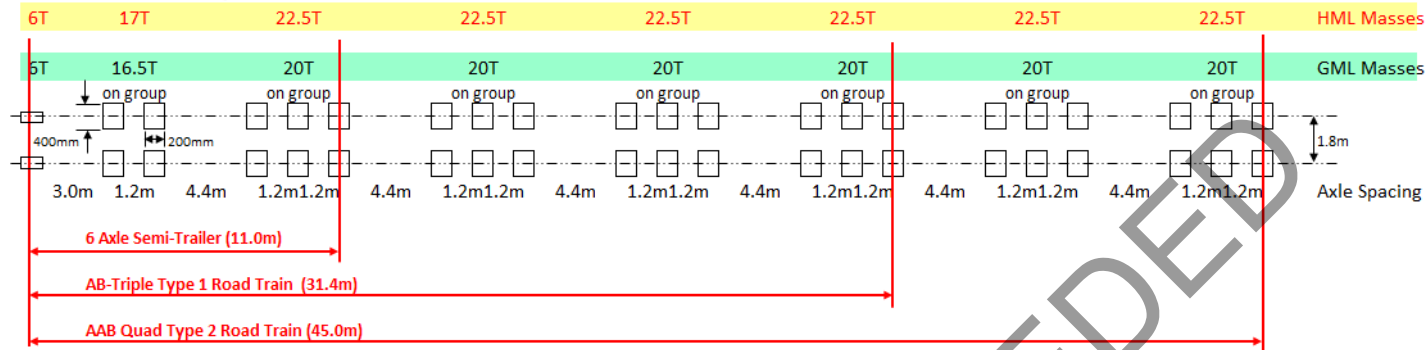 6T 17T 22.5T 22.5T 22.5T 22.5T 22.5T 22.5T HML Masses
6T 16.5T 20T 20T 20T 20T 20T 20T GML Masses
on group on group on group on group on group on group on group
400mm 200mm 1.8m
3.0m 1.2m 4.4m 1.2m1.2m 4.4m 1.2m1.2m 4.4m 1.2m1.2m 4.4m 1.2m1.2m 4.4m 1.2m1.2m 4.4m 1.2m1.2m Axle Spacing
6 Axle Semi-Trailer (11.0m)
AB-Triple Type 1 Road Train (31.4m)
AAB Quad Type 2 Road Train (45.0m)
DED